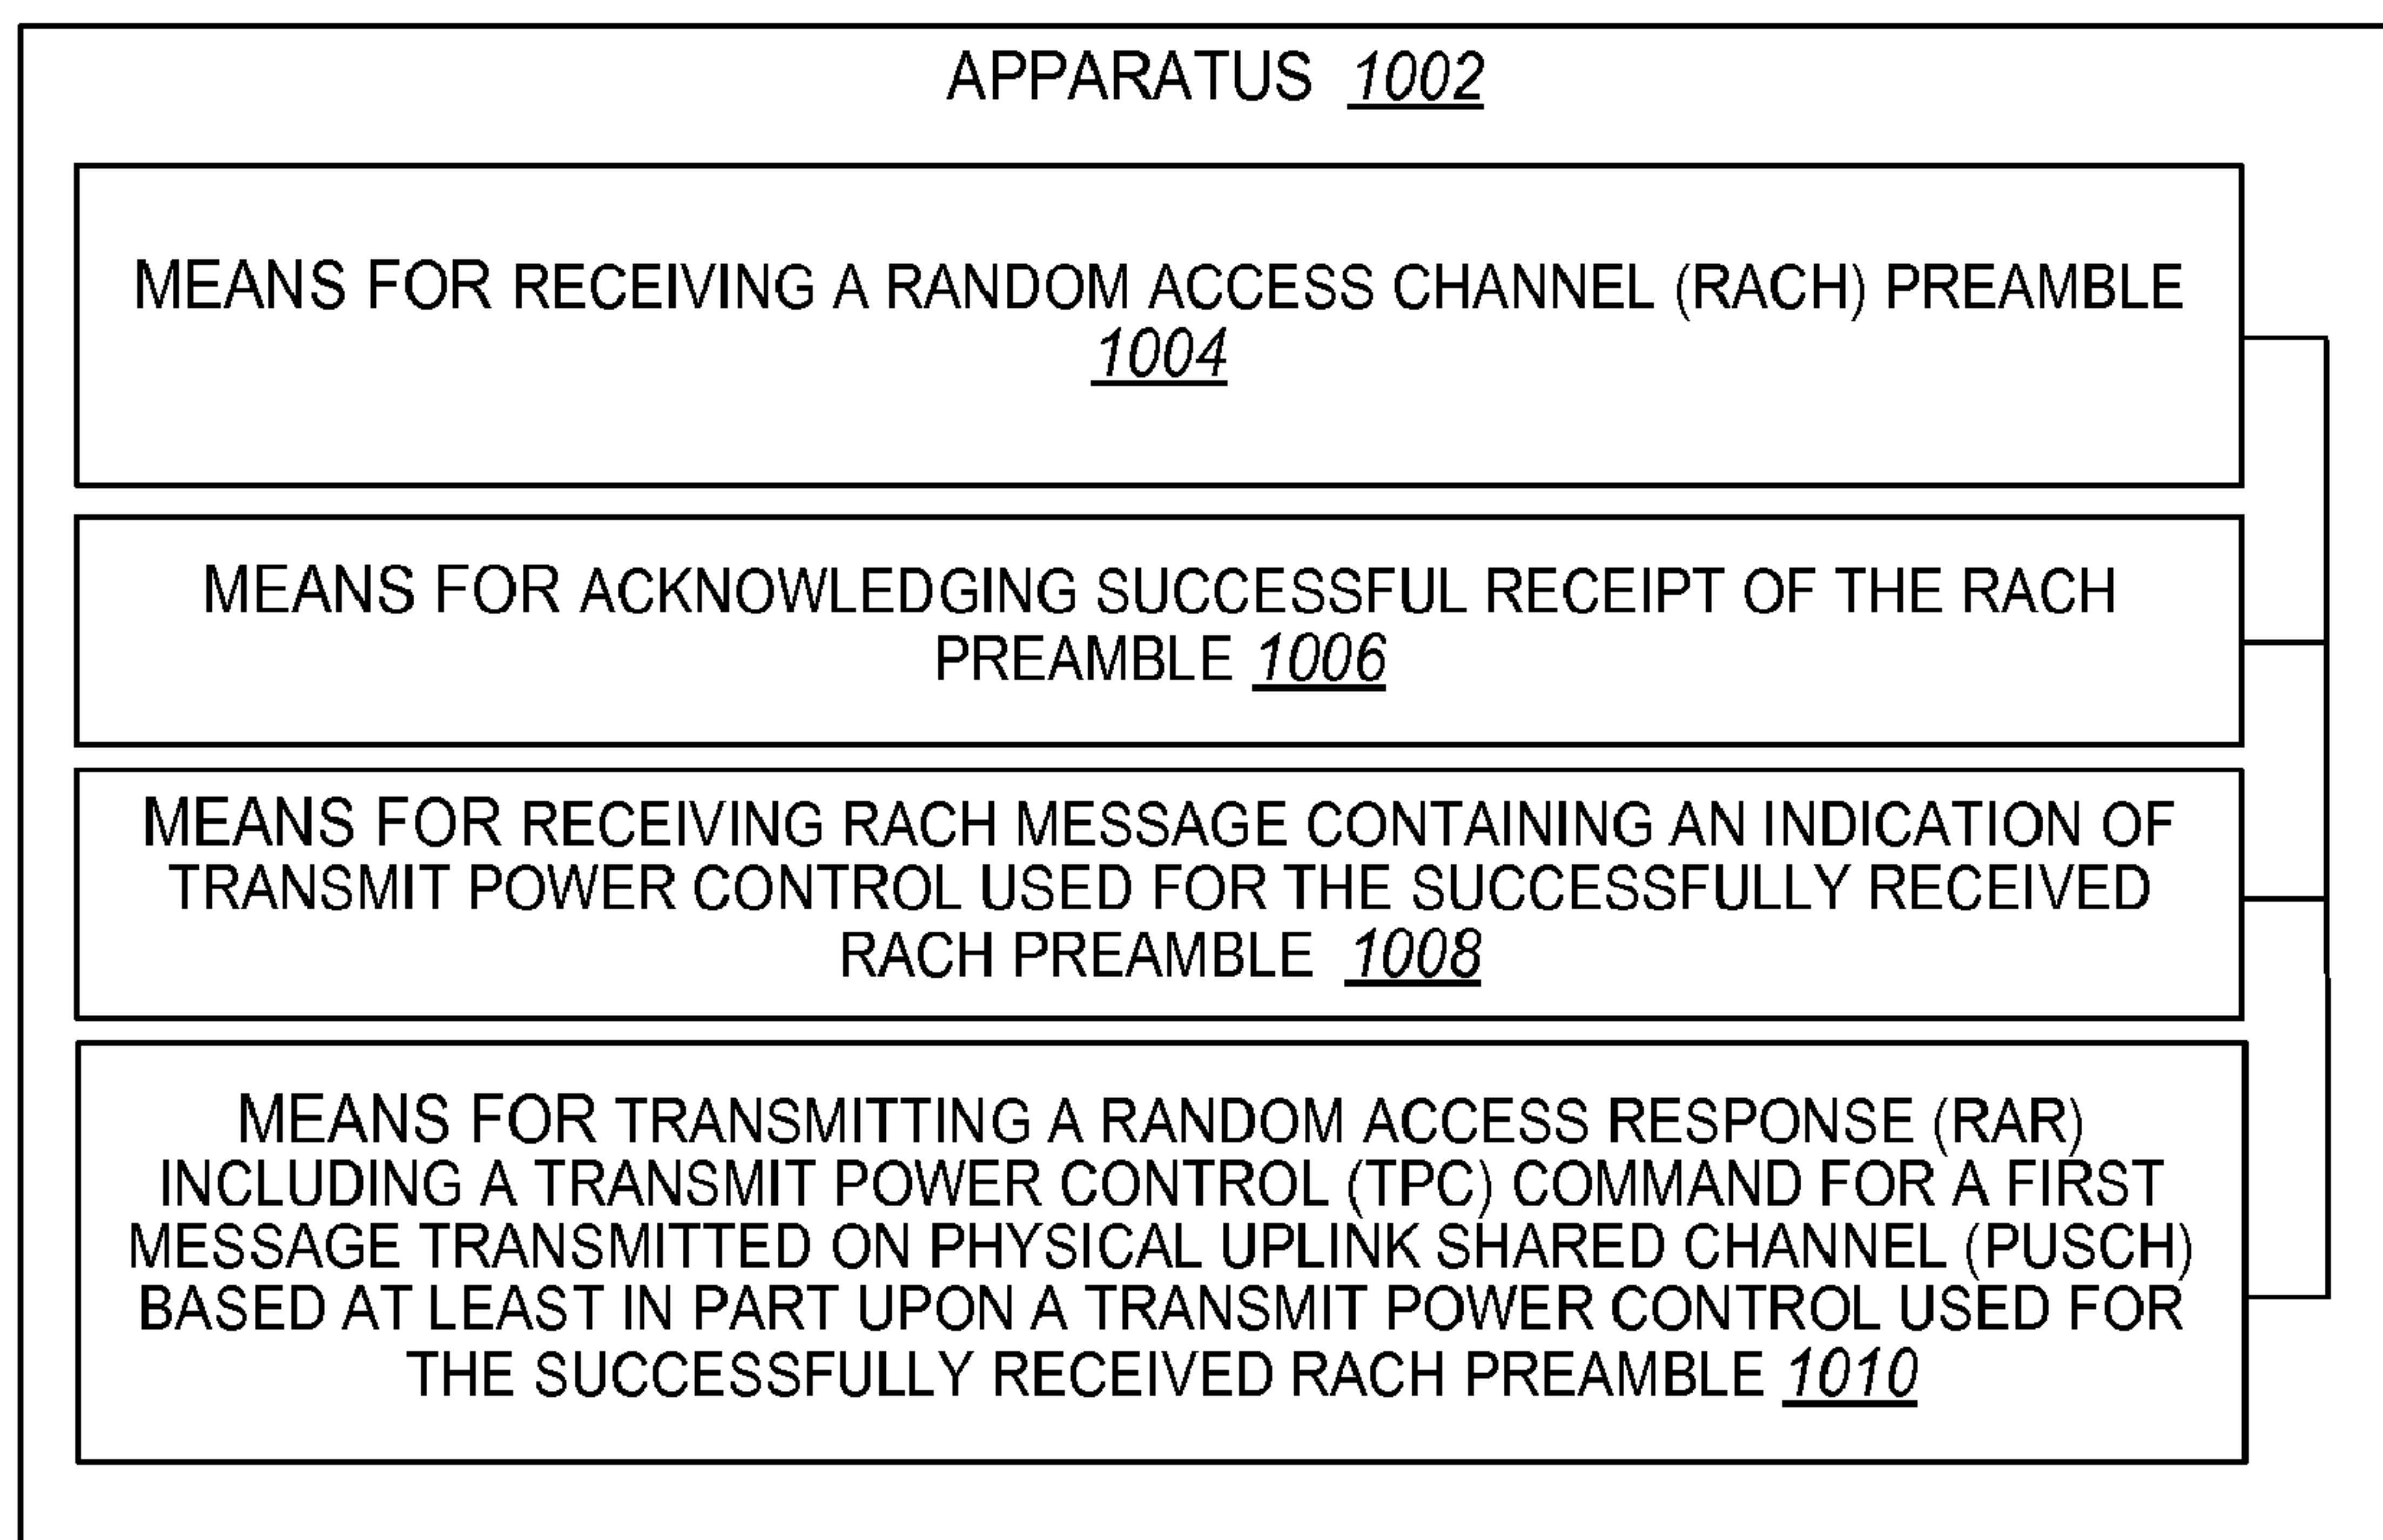 APPARATUS 1002
MEANS FOR RECEIVING A RANDOM ACCESS CHANNEL (RACH) PREAMBLE
1004
MEANS FOR ACKNOWLEDGING SUCCESSFUL RECEIPT OF THE RACH
PREAMBLE 1006
MEANS FOR RECEIVING RACH MESSAGE CONTAINING AN INDICATION OF
TRANSMIT POWER CONTROL USED FOR THE SUCCESSFULLY RECEIVED
RACH PREAMBLE 1008
MEANS FOR TRANSMITTING A RANDOM ACCESS RESPONSE (RAR)
INCLUDING A TRANSMIT POWER CONTROL (TPC) COMMAND FOR A FIRST
MESSAGE TRANSMITTED ON PHYSICAL UPLINK SHARED CHANNEL (PUSCH)
BASED AT LEAST IN PART UPON A TRANSMIT POWER CONTROL USED FOR
THE SUCCESSFULLY RECEIVED RACH PREAMBLE 1010